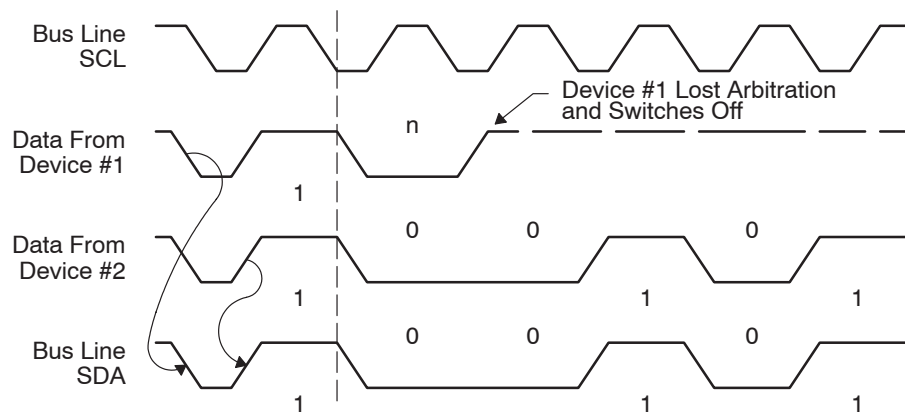 Bus Line
SCL
Device #1 Lost Arbitration
and Switches Off
n
Data From
Device #1
1
0 0 0
Data From
Device #2
1 1 1
0 0 0
Bus Line
SDA
1 1 1